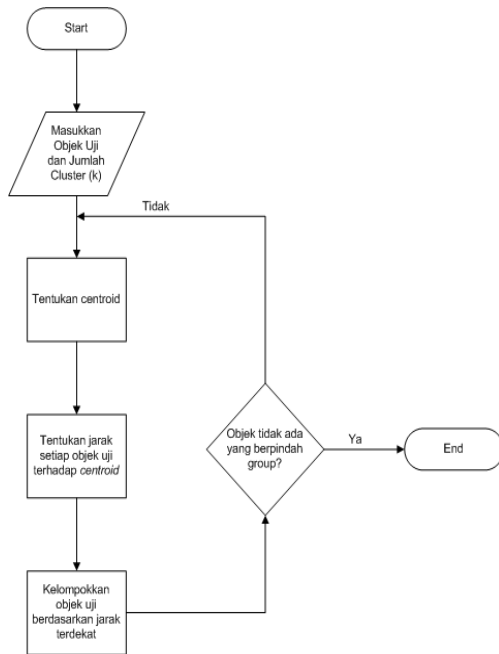 Start
Masukkan
Objek Uji
dan Jumlah
Cluster (k)
Tidak
Tentukan centroid
Tentukan jarak
setiap objek uji
terhadap centroid
Kelompokkan
objek uji
berdasarkan jarak
terdekat
Objek tidak ada
yang berpindah
group?
Ya
End